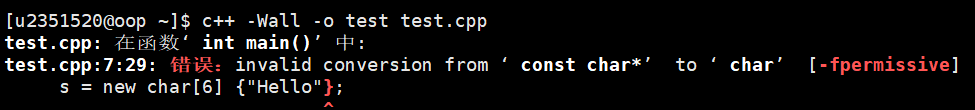 [u2351520@oop ~]$ c++ -Wall -o test test.cpp
test.cpp: 在函数‘ int main()’ 中:
test.cpp:7:29: 错误：invalid conversion from ‘ const char*’ to ‘ char’ [-fpermissive]
s = new char[6] {"Hello"};
^